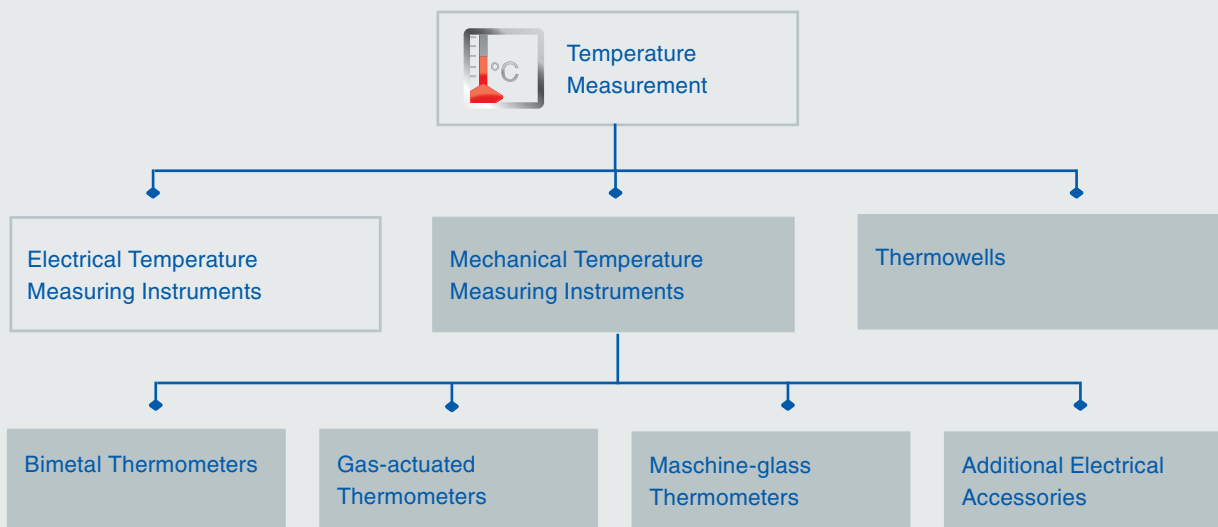 °C
Temperature
Measurement
Electrical Temperature
Measuring Instruments
Mechanical Temperature
Measuring Instruments
Thermowells
Bimetal Thermometers
Gas-actuated
Thermometers
Maschine-glass
Thermometers
Additional Electrical
Accessories